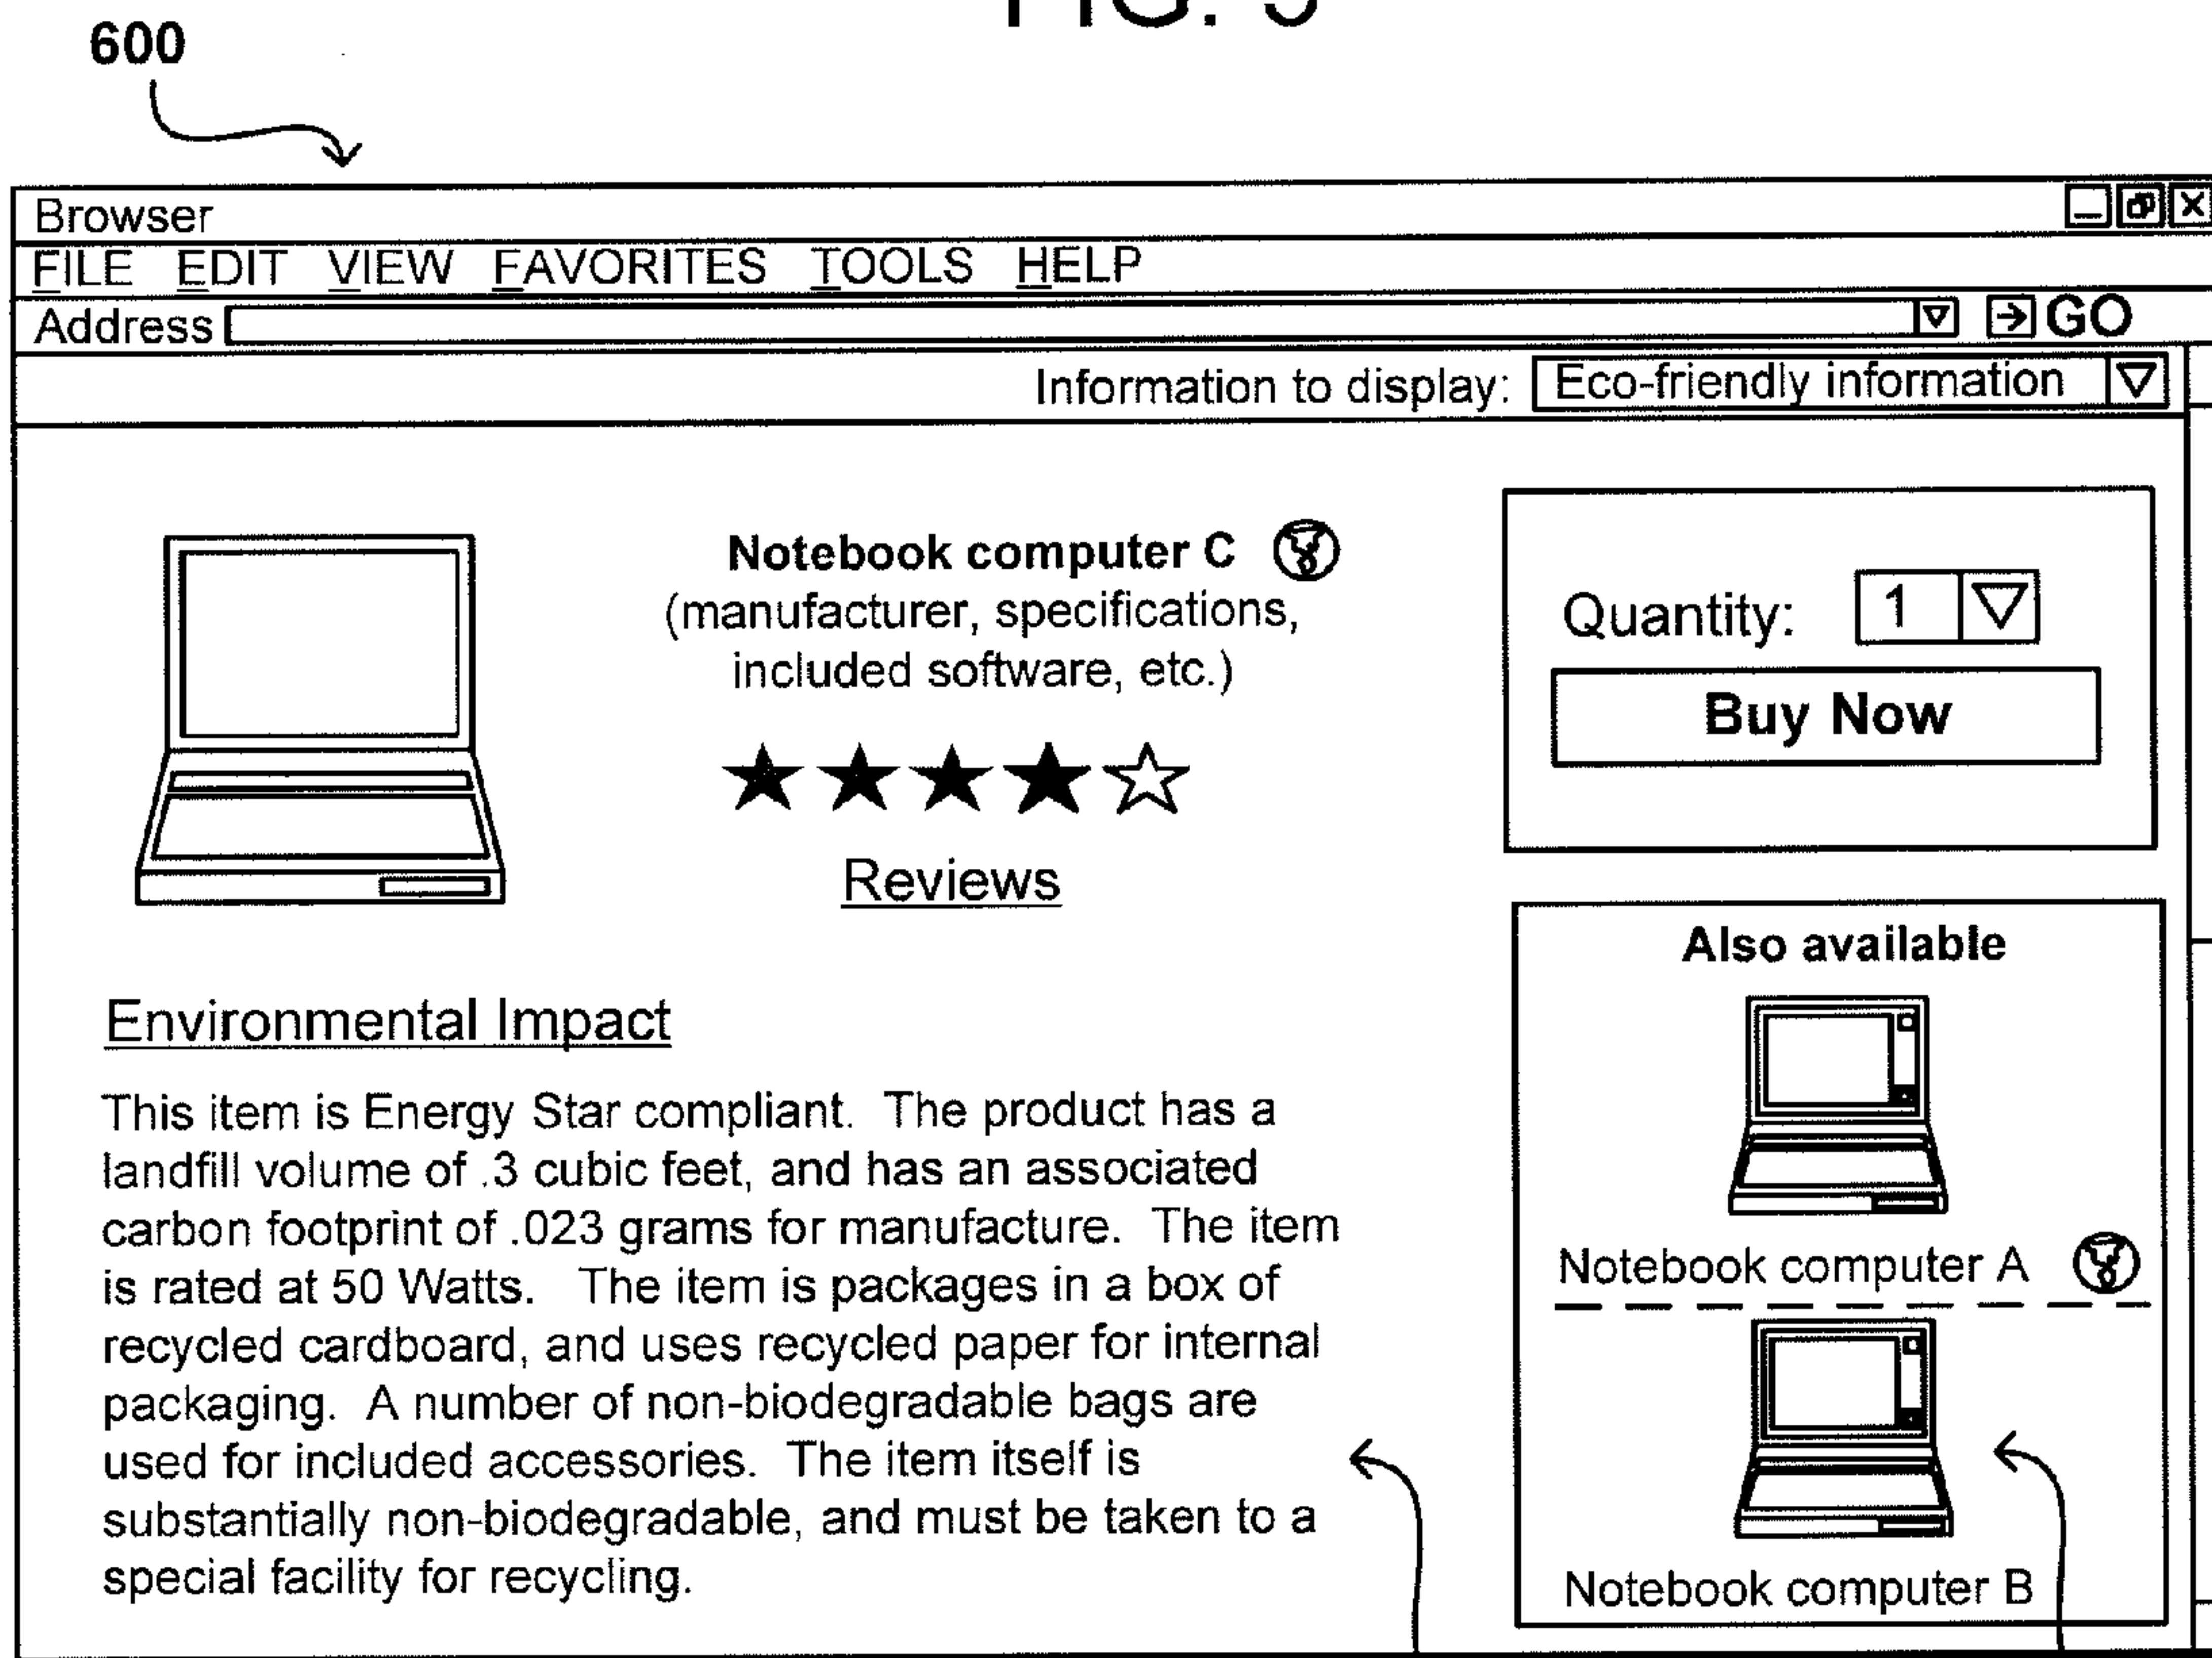 600
Browser
FILE EDIT VIEW FAVORITES TOOLS HELP
Address GO
Information to display: Eco-friendly information
Notebook computer C
(manufacturer, specifications,
included software, etc.)
Reviews
Quantity: 1
Buy Now
Also available
Notebook computer A
Notebook computer B
Environmental Impact
This item is Energy Star compliant. The product has a
landfill volume of .3 cubic feet, and has an associated
carbon footprint of .023 grams for manufacture. The item
is rated at 50 Watts. The item is packages in a box of
recycled cardboard, and uses recycled paper for internal
packaging. A number of non-biodegradable bags are
used for included accessories. The item itself is
substantially non-biodegradable, and must be taken to a
special facility for recycling.